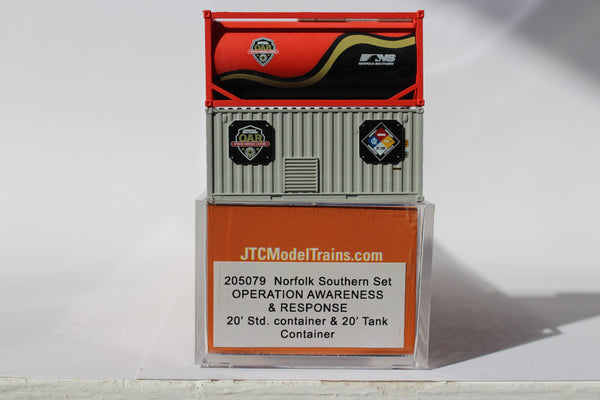 OAR
NS
NORFOLK SOUTHERN
OAR
JTCModelTrains.com
205079 Norfolk Southern Set
OPERATION AWARENESS
& RESPONSE
20' Std. container & 20' Tank
Container